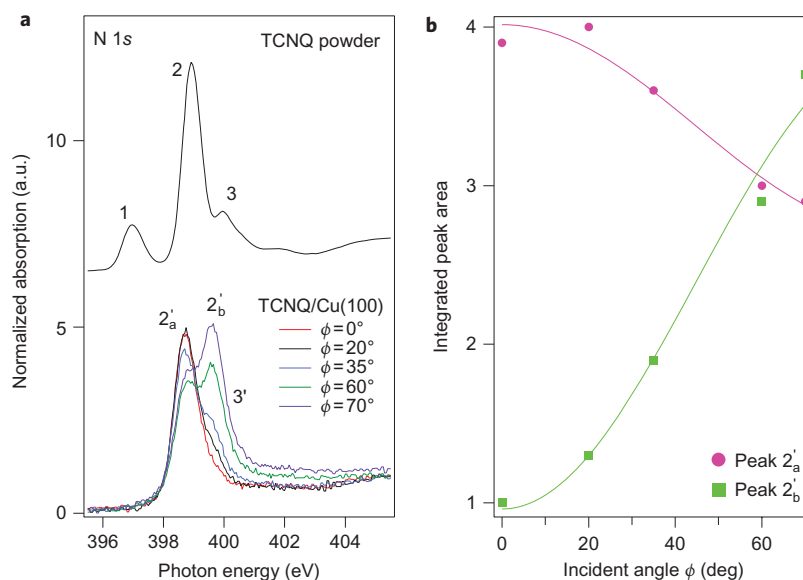 a
N 1s
TCNQ powder
2
1
3
TCNQ/Cu(100)
2'a
2'b
3'
ϕ = 0°
ϕ = 20°
ϕ = 35°
ϕ = 60°
ϕ = 70°
10
5
0
Normalized absorption (a.u.)
396 398 400 402 404
Photon energy (eV)
b
4
3
2
1
Integrated peak area
Peak 2'a
Peak 2'b
0 20 40 60
Incident angle ϕ (deg)